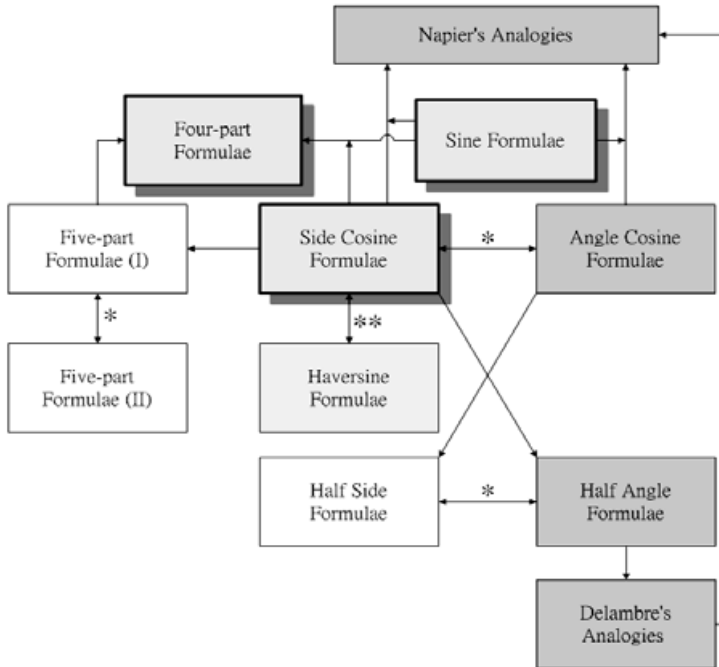 Napier's Analogies
Four-part
Formulae
Sine Formulae
Five-part
Formulae (I)
Side Cosine
Formulae
*
Angle Cosine
Formulae
*
**
Five-part
Formulae (II)
Haversine
Formulae
Half Side
Formulae
*
Half Angle
Formulae
Delambre's
Analogies